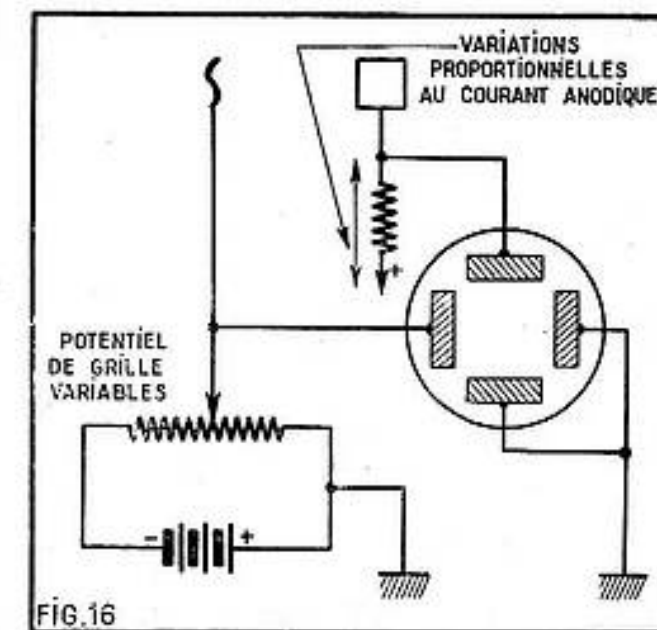 VARIATIONS
PROPORTIONNELLES
AU COURANT ANODIQUE
+
POTENTIEL
DE GRILLE
VARIABLES
- +
FIG.16